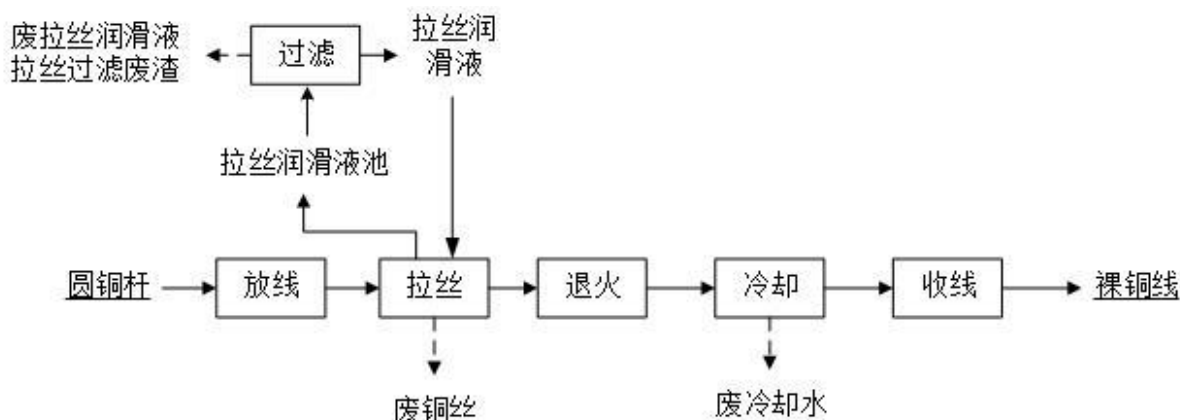 废拉丝润滑液
拉丝过滤废渣
过滤
拉丝润
滑液
拉丝润滑液池
圆铜杆
放线
拉丝
退火
冷却
收线
裸铜线
废铜丝
废冷却水